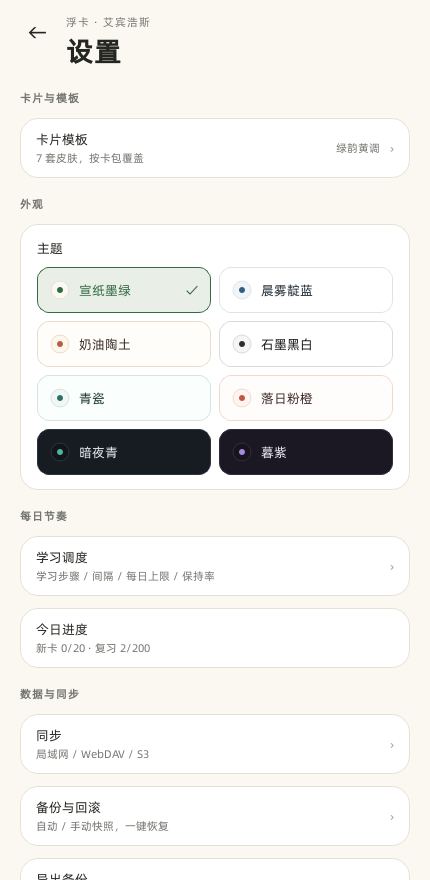 浮卡 · 艾宾浩斯
设置
卡片与模板
卡片模板
7 套皮肤，按卡包覆盖
绿韵黄调
外观
主题
宣纸墨绿
晨雾靛蓝
奶油陶土
石墨黑白
青瓷
落日粉橙
暗夜青
暮紫
每日节奏
学习调度
学习步骤 / 间隔 / 每日上限 / 保持率
今日进度
新卡 0/20 · 复习 2/200
数据与同步
同步
局域网 / WebDAV / S3
备份与回滚
自动 / 手动快照，一键恢复
导出备份